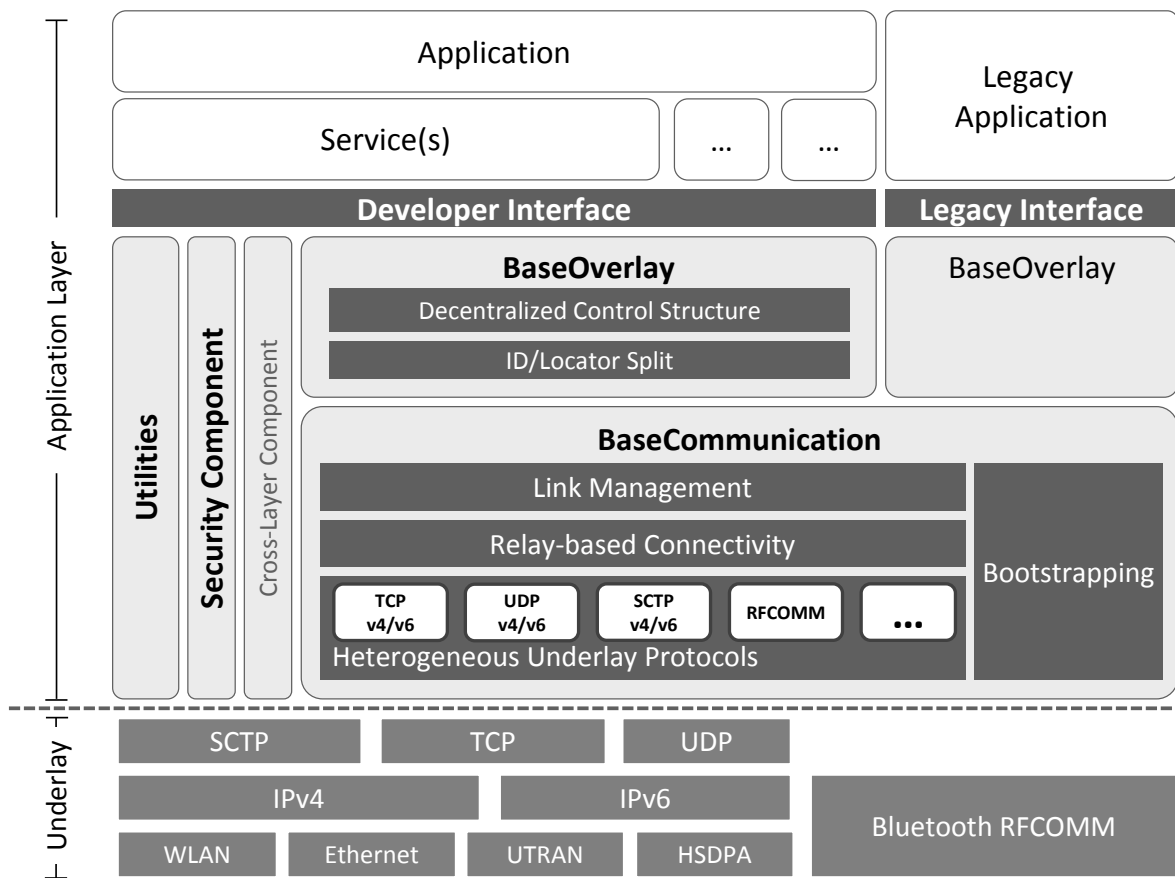 Application
Legacy
Application
Service(s)
...
...
Developer Interface
Legacy Interface
Application Layer
Utilities
Security Component
Cross-Layer Component
BaseOverlay
Decentralized Control Structure
ID/Locator Split
BaseOverlay
BaseCommunication
Link Management
Relay-based Connectivity
TCP
v4/v6
UDP
v4/v6
SCTP
v4/v6
RFCOMM
...
Heterogeneous Underlay Protocols
Bootstrapping
Underlay
SCTP
TCP
UDP
IPv4
IPv6
WLAN
Ethernet
UTRAN
HSDPA
Bluetooth RFCOMM